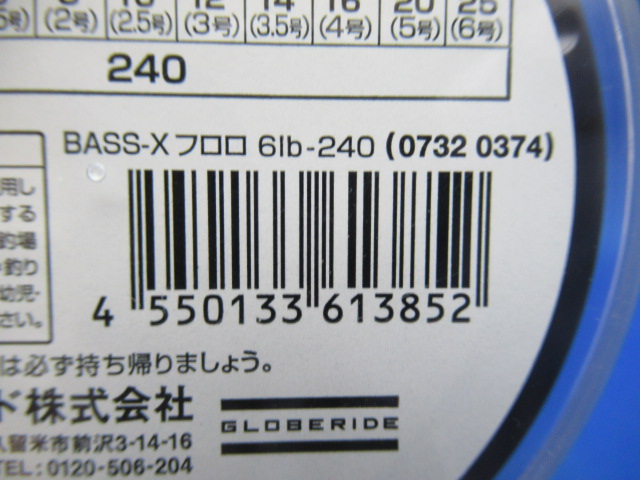 10 12 14 16 20 25
(2号) (2.5号) (3号) (3.5号) (4号) (5号) (6号)
240
BASS-X フロロ 6lb-240 (0732 0374)
用し
する
釣場
釣り
幼児・
さい。
4 550133 613852
は必ず持ち帰りましょう。
ド株式会社
久留米市前沢3-14-16
TEL: 0120-506-204
GLOBERIDE